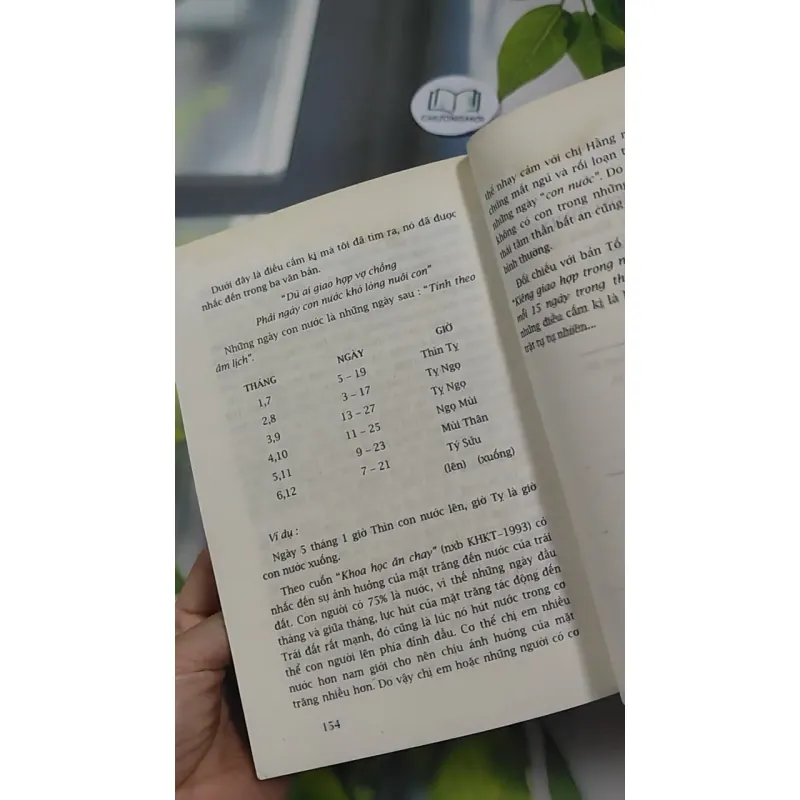 Dưới đây là điều cấm kị mà tôi đã tìm ra, nó đã được
nhắc đến trong ba văn bản.
"Dù ai giao hợp vợ chồng
Phải ngày con nước khó lòng nuôi con"
Những ngày con nước là những ngày sau : "Tính theo
âm lịch".
THÁNG NGÀY GIỜ
1,7 5 – 19 Thìn Tỵ
2,8 3 – 17 Tỵ Ngọ
3,9 13 – 27 Tỵ Ngọ
4,10 11 – 25 Ngọ Mùi
5,11 9 – 23 Mùi Thân
6,12 7 – 21 Tý Sửu
(lên) (xuống)
Ví dụ :
Ngày 5 tháng 1 giờ Thìn con nước lên, giờ Tỵ là giờ
con nước xuống.
Theo cuốn "Khoa học ăn chay" (nxb KHKT–1993) có
nhắc đến sự ảnh hưởng của mặt trăng đến nước của trái
đất. Con người có 75% là nước, vì thế những ngày đầu
tháng và giữa tháng, lực hút của mặt trăng tác động đến
Trái đất rất mạnh, đó cũng là lúc nó hút nước trong cơ
thể con người lên phía đỉnh đầu. Cơ thể chị em nhiều
nước hơn nam giới cho nên chịu ảnh hưởng của mặt
trăng nhiều hơn. Do vậy chị em hoặc những người có cơ
154
thể nhạy cảm với chị Hằng
chứng mất ngủ và rối loạn
những ngày "con nước". Do
không có con trong những
thái tâm thần bất an cũng
bình thường.
Đối chiếu với bản Tố
"Kiêng giao hợp trong
nổi 15 ngày trong
những điều cấm kị là
trật tự tự nhiên...